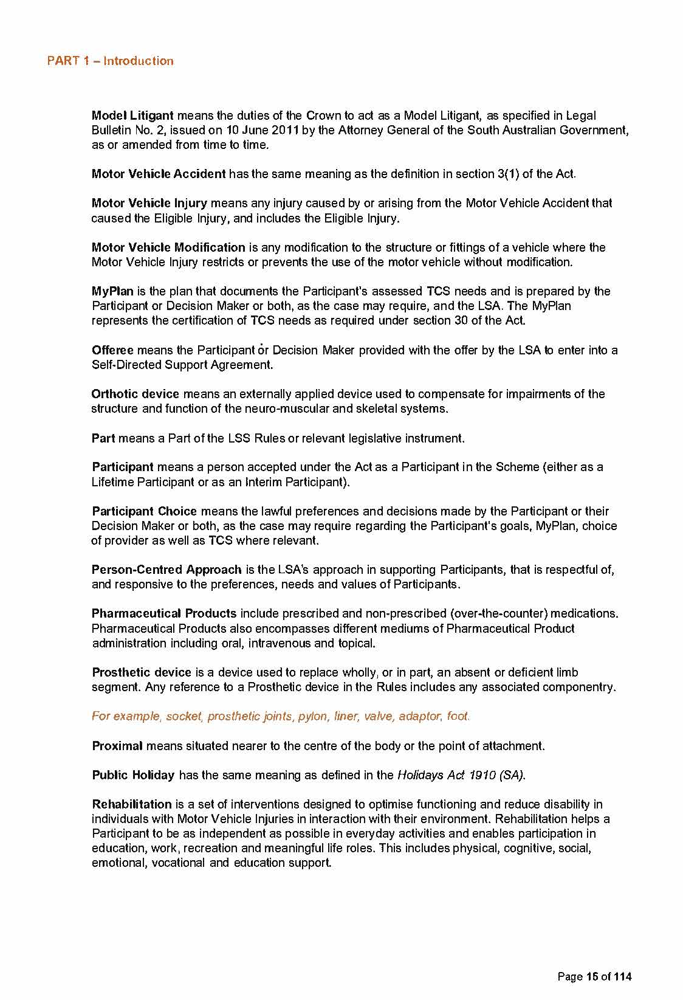 PART 1 – Introduction
Model Litigant means the duties of the Crown to act as a Model Litigant, as specified in Legal
Bulletin No. 2, issued on 10 June 2011 by the Attorney General of the South Australian Government,
as or amended from time to time.
Motor Vehicle Accident has the same meaning as the definition in section 3(1) of the Act.
Motor Vehicle Injury means any injury caused by or arising from the Motor Vehicle Accident that
caused the Eligible Injury, and includes the Eligible Injury.
Motor Vehicle Modification is any modification to the structure or fittings of a vehicle where the
Motor Vehicle Injury restricts or prevents the use of the motor vehicle without modification.
MyPlan is the plan that documents the Participant's assessed TCS needs and is prepared by the
Participant or Decision Maker or both, as the case may require, and the LSA. The MyPlan
represents the certification of TCS needs as required under section 30 of the Act.
Offeree means the Participant or Decision Maker provided with the offer by the LSA to enter into a
Self-Directed Support Agreement.
Orthotic device means an externally applied device used to compensate for impairments of the
structure and function of the neuro-muscular and skeletal systems.
Part means a Part of the LSS Rules or relevant legislative instrument.
Participant means a person accepted under the Act as a Participant in the Scheme (either as a
Lifetime Participant or as an Interim Participant).
Participant Choice means the lawful preferences and decisions made by the Participant or their
Decision Maker or both, as the case may require regarding the Participant's goals, MyPlan, choice
of provider as well as TCS where relevant.
Person-Centred Approach is the LSA's approach in supporting Participants, that is respectful of,
and responsive to the preferences, needs and values of Participants.
Pharmaceutical Products include prescribed and non-prescribed (over-the-counter) medications.
Pharmaceutical Products also encompasses different mediums of Pharmaceutical Product
administration including oral, intravenous and topical.
Prosthetic device is a device used to replace wholly, or in part, an absent or deficient limb
segment. Any reference to a Prosthetic device in the Rules includes any associated componentry.
For example, socket, prosthetic joints, pylon, liner, valve, adaptor, foot.
Proximal means situated nearer to the centre of the body or the point of attachment.
Public Holiday has the same meaning as defined in the Holidays Act 1910 (SA).
Rehabilitation is a set of interventions designed to optimise functioning and reduce disability in
individuals with Motor Vehicle Injuries in interaction with their environment. Rehabilitation helps a
Participant to be as independent as possible in everyday activities and enables participation in
education, work, recreation and meaningful life roles. This includes physical, cognitive, social,
emotional, vocational and education support.
Page 15 of 114